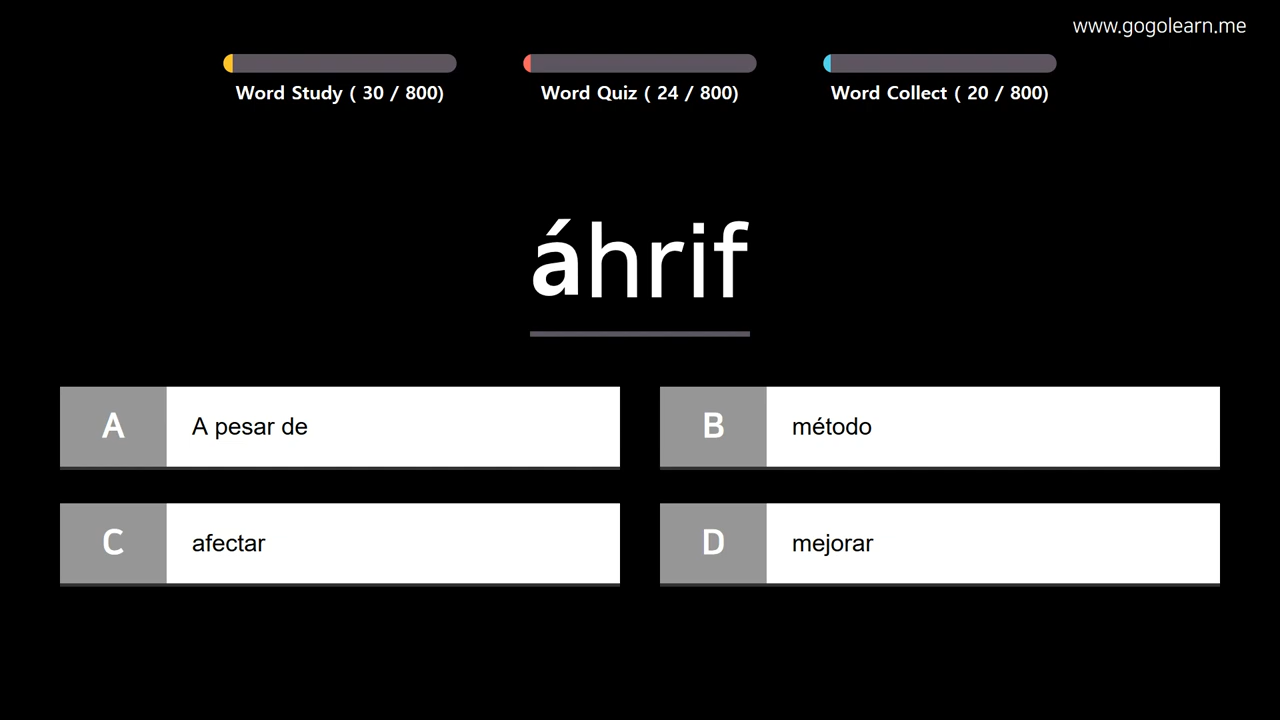 www.gogolearn.me
Word Study ( 30 / 800)
Word Quiz ( 24 / 800)
Word Collect ( 20 / 800)
áhrif
A A pesar de
B método
C afectar
D mejorar